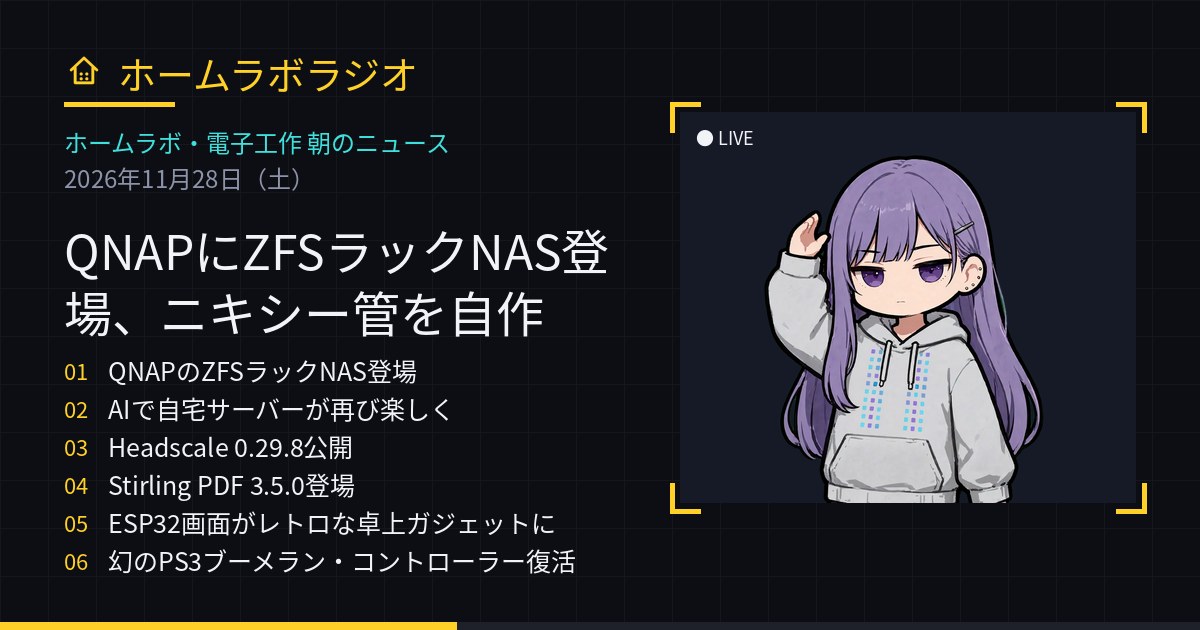 ホームラボラジオ
ホームラボ・電子工作 朝のニュース
2026年11月28日（土）
QNAPにZFSラックNAS登
場、ニキシー管を自作
01 QNAPのZFSラックNAS登場
02 AIで自宅サーバーが再び楽しく
03 Headscale 0.29.8公開
04 Stirling PDF 3.5.0登場
05 ESP32画面がレトロな卓上ガジェットに
06 幻のPS3ブーメラン・コントローラー復活
LIVE